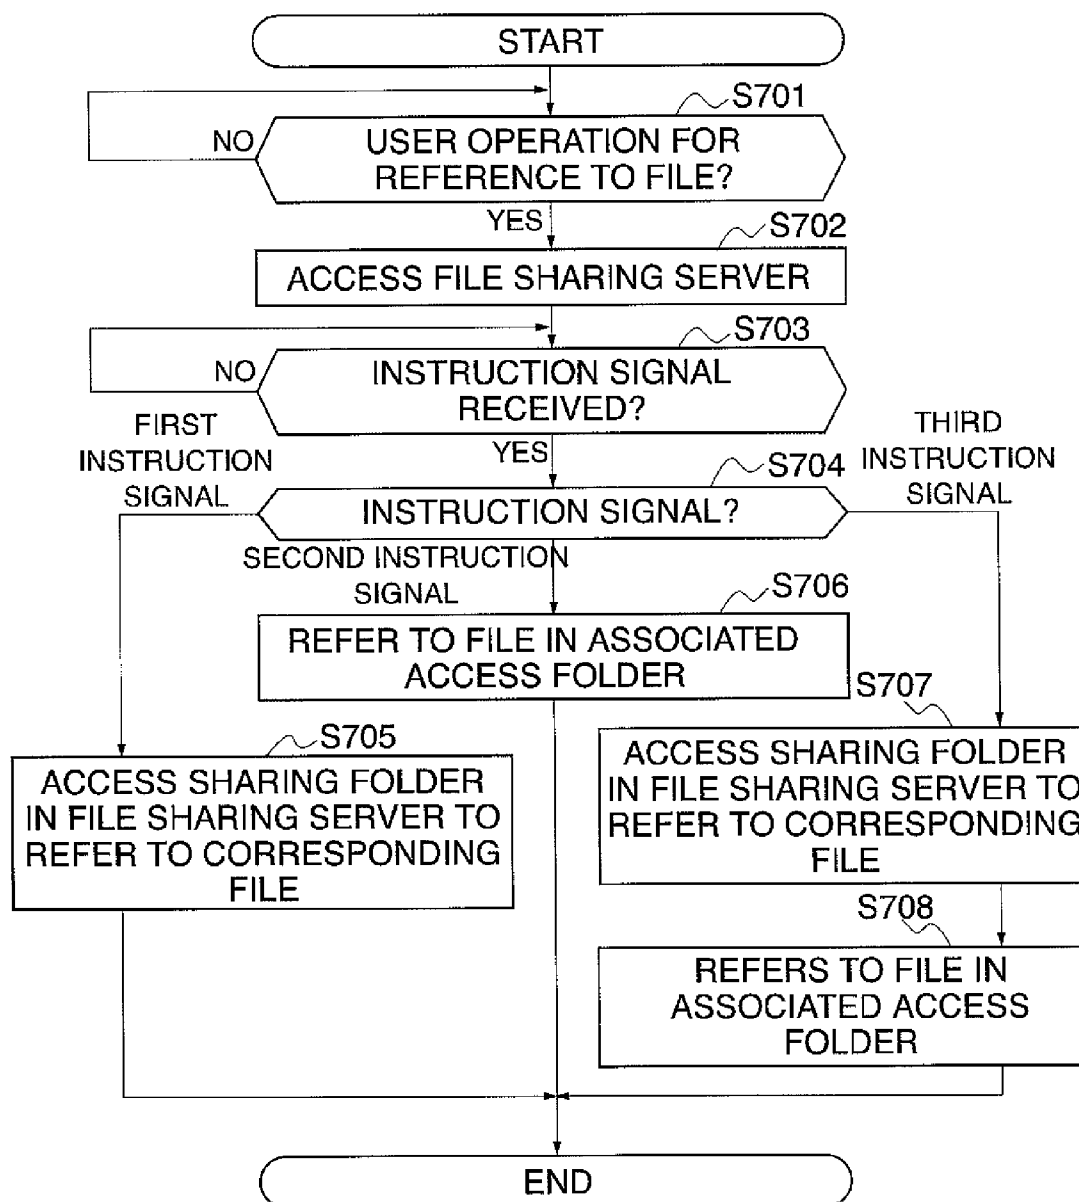 START
S701
NO
USER OPERATION FOR
REFERENCE TO FILE?
YES
S702
ACCESS FILE SHARING SERVER
S703
NO
INSTRUCTION SIGNAL
RECEIVED?
YES
FIRST
INSTRUCTION
SIGNAL
THIRD
INSTRUCTION
SIGNAL
S704
INSTRUCTION SIGNAL?
SECOND INSTRUCTION
SIGNAL
S706
REFER TO FILE IN ASSOCIATED
ACCESS FOLDER
S705
ACCESS SHARING FOLDER
IN FILE SHARING SERVER TO
REFER TO CORRESPONDING
FILE
S707
ACCESS SHARING FOLDER
IN FILE SHARING SERVER TO
REFER TO CORRESPONDING
FILE
S708
REFERS TO FILE IN
ASSOCIATED ACCESS
FOLDER
END